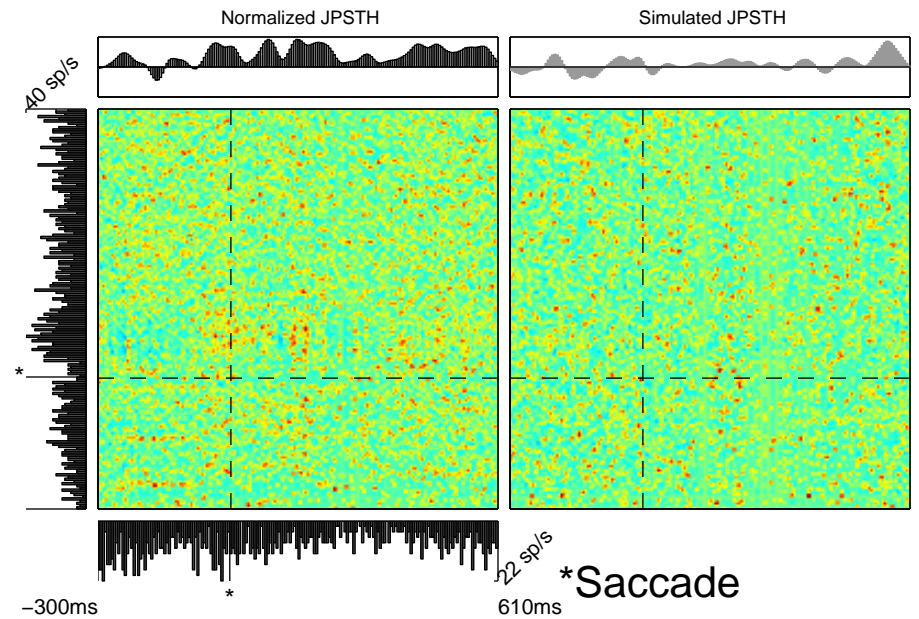 Normalized JPSTH
Simulated JPSTH
40 sp/s
*
22 sp/s
*Saccade
*
−300ms
610ms